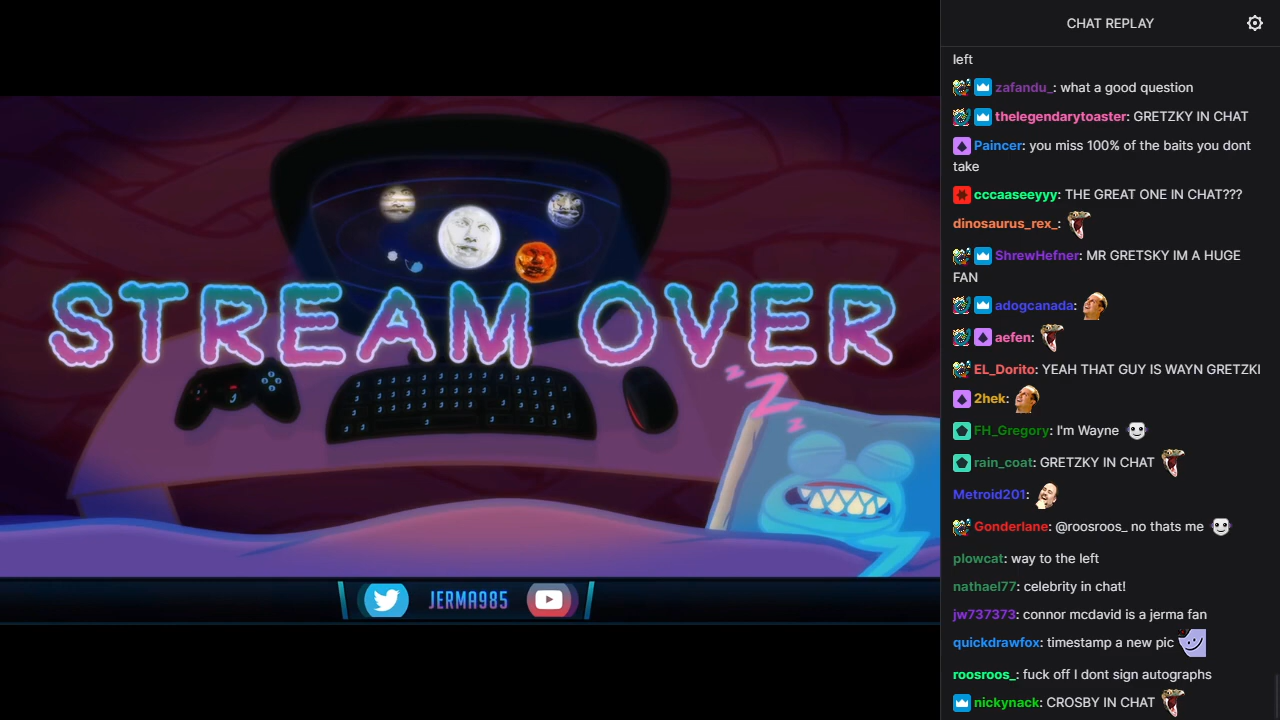 STREAM OVER
JERMA985
CHAT REPLAY
left
zafandu_: what a good question
thelegendarytoaster: GRETZKY IN CHAT
Paincer: you miss 100% of the baits you dont
take
cccaaseeyyy: THE GREAT ONE IN CHAT???
dinosaurus_rex_:
ShrewHefner: MR GRETSKY IM A HUGE
FAN
adogcanada:
aefen:
EL_Dorito: YEAH THAT GUY IS WAYN GRETZKI
2hek:
FH_Gregory: I'm Wayne
rain_coat: GRETZKY IN CHAT
Metroid201:
Gonderlane: @roosroos_ no thats me
plowcat: way to the left
nathael77: celebrity in chat!
jw737373: connor mcdavid is a jerma fan
quickdrawfox: timestamp a new pic
roosroos_: fuck off I dont sign autographs
nickynack: CROSBY IN CHAT